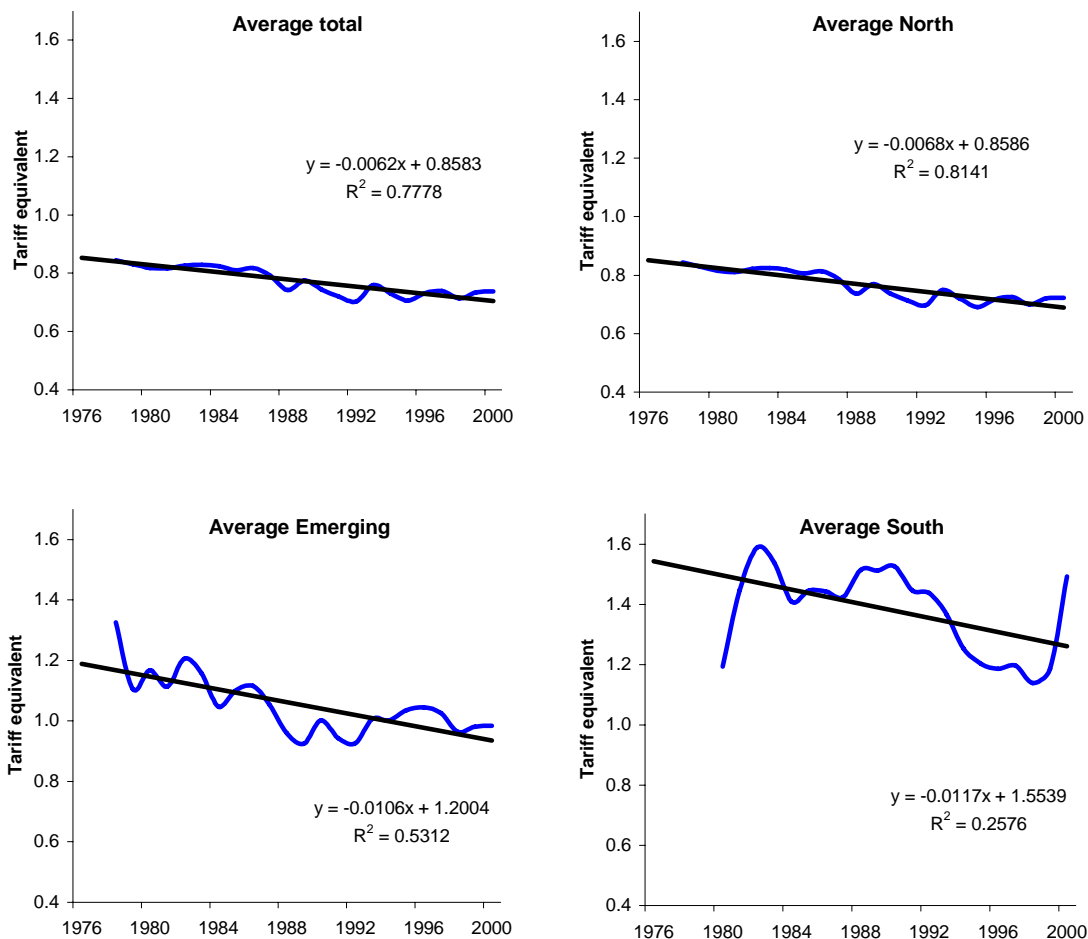 Average total
Tariff equivalent
1.6
1.4
1.2
1.0
0.8
0.6
0.4
y = -0.0062x + 0.8583
R² = 0.7778
1976 1980 1984 1988 1992 1996 2000
Average North
Tariff equivalent
1.6
1.4
1.2
1.0
0.8
0.6
0.4
y = -0.0068x + 0.8586
R² = 0.8141
1976 1980 1984 1988 1992 1996 2000
Average Emerging
Tariff equivalent
1.6
1.4
1.2
1.0
0.8
0.6
0.4
y = -0.0106x + 1.2004
R² = 0.5312
1976 1980 1984 1988 1992 1996 2000
Average South
Tariff equivalent
1.6
1.4
1.2
1.0
0.8
0.6
0.4
y = -0.0117x + 1.5539
R² = 0.2576
1976 1980 1984 1988 1992 1996 2000